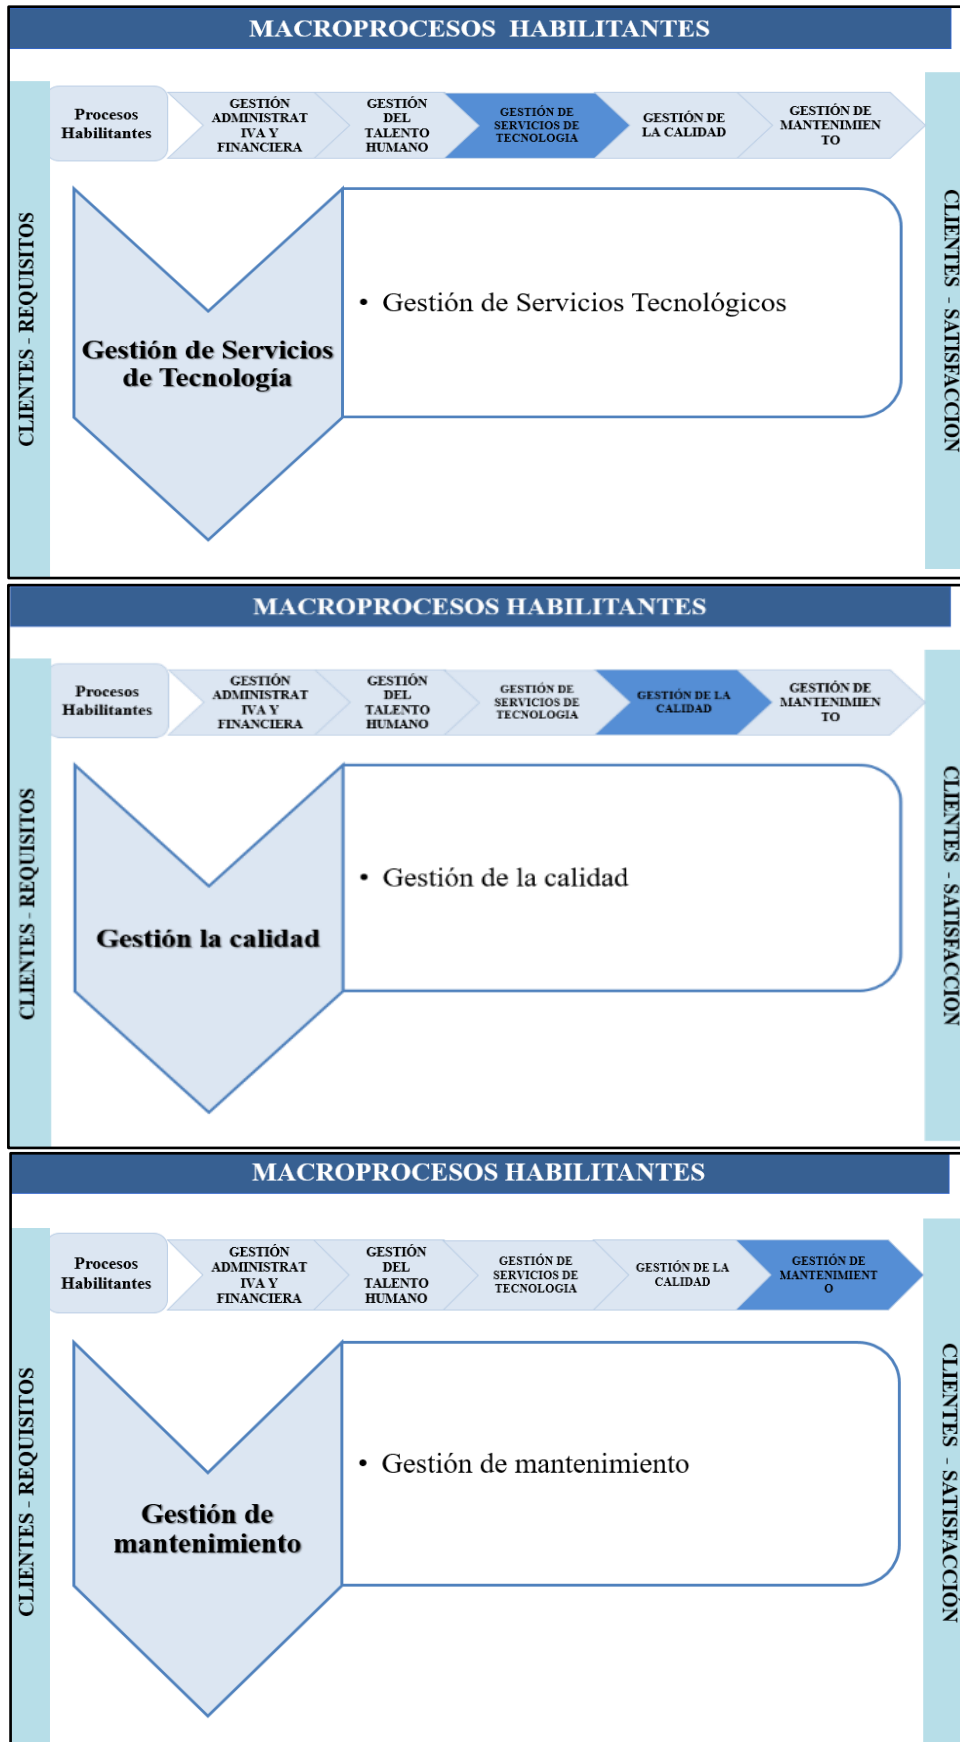 MACROPROCESOS HABILITANTES
CLIENTES - REQUISITOS
Procesos
Habilitantes
GESTIÓN
ADMINISTRAT
IVA Y
FINANCIERA
GESTIÓN
DEL
TALENTO
HUMANO
GESTIÓN DE
SERVICIOS DE
TECNOLOGIA
GESTIÓN DE
LA CALIDAD
GESTIÓN DE
MANTENIMIEN
TO
CLIENTES - SATISFACCION
Gestión de Servicios
de Tecnología
• Gestión de Servicios Tecnológicos
MACROPROCESOS HABILITANTES
CLIENTES - REQUISITOS
Procesos
Habilitantes
GESTIÓN
ADMINISTRAT
IVA Y
FINANCIERA
GESTIÓN
DEL
TALENTO
HUMANO
GESTIÓN DE
SERVICIOS DE
TECNOLOGIA
GESTIÓN DE LA
CALIDAD
GESTIÓN DE
MANTENIMIEN
TO
CLIENTES - SATISFACCION
Gestión la calidad
• Gestión de la calidad
MACROPROCESOS HABILITANTES
CLIENTES - REQUISITOS
Procesos
Habilitantes
GESTIÓN
ADMINISTRAT
IVA Y
FINANCIERA
GESTIÓN
DEL
TALENTO
HUMANO
GESTIÓN DE
SERVICIOS DE
TECNOLOGIA
GESTIÓN DE LA
CALIDAD
GESTIÓN DE
MANTENIMIENT
O
CLIENTES - SATISFACCIÓN
Gestión de
mantenimiento
• Gestión de mantenimiento